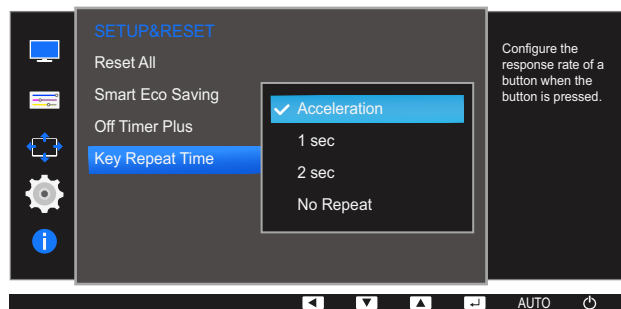 SETUP&RESET
Reset All
Smart Eco Saving
Off Timer Plus
Key Repeat Time
Acceleration
1 sec
2 sec
No Repeat
Configure the
response rate of a
button when the
button is pressed.
AUTO